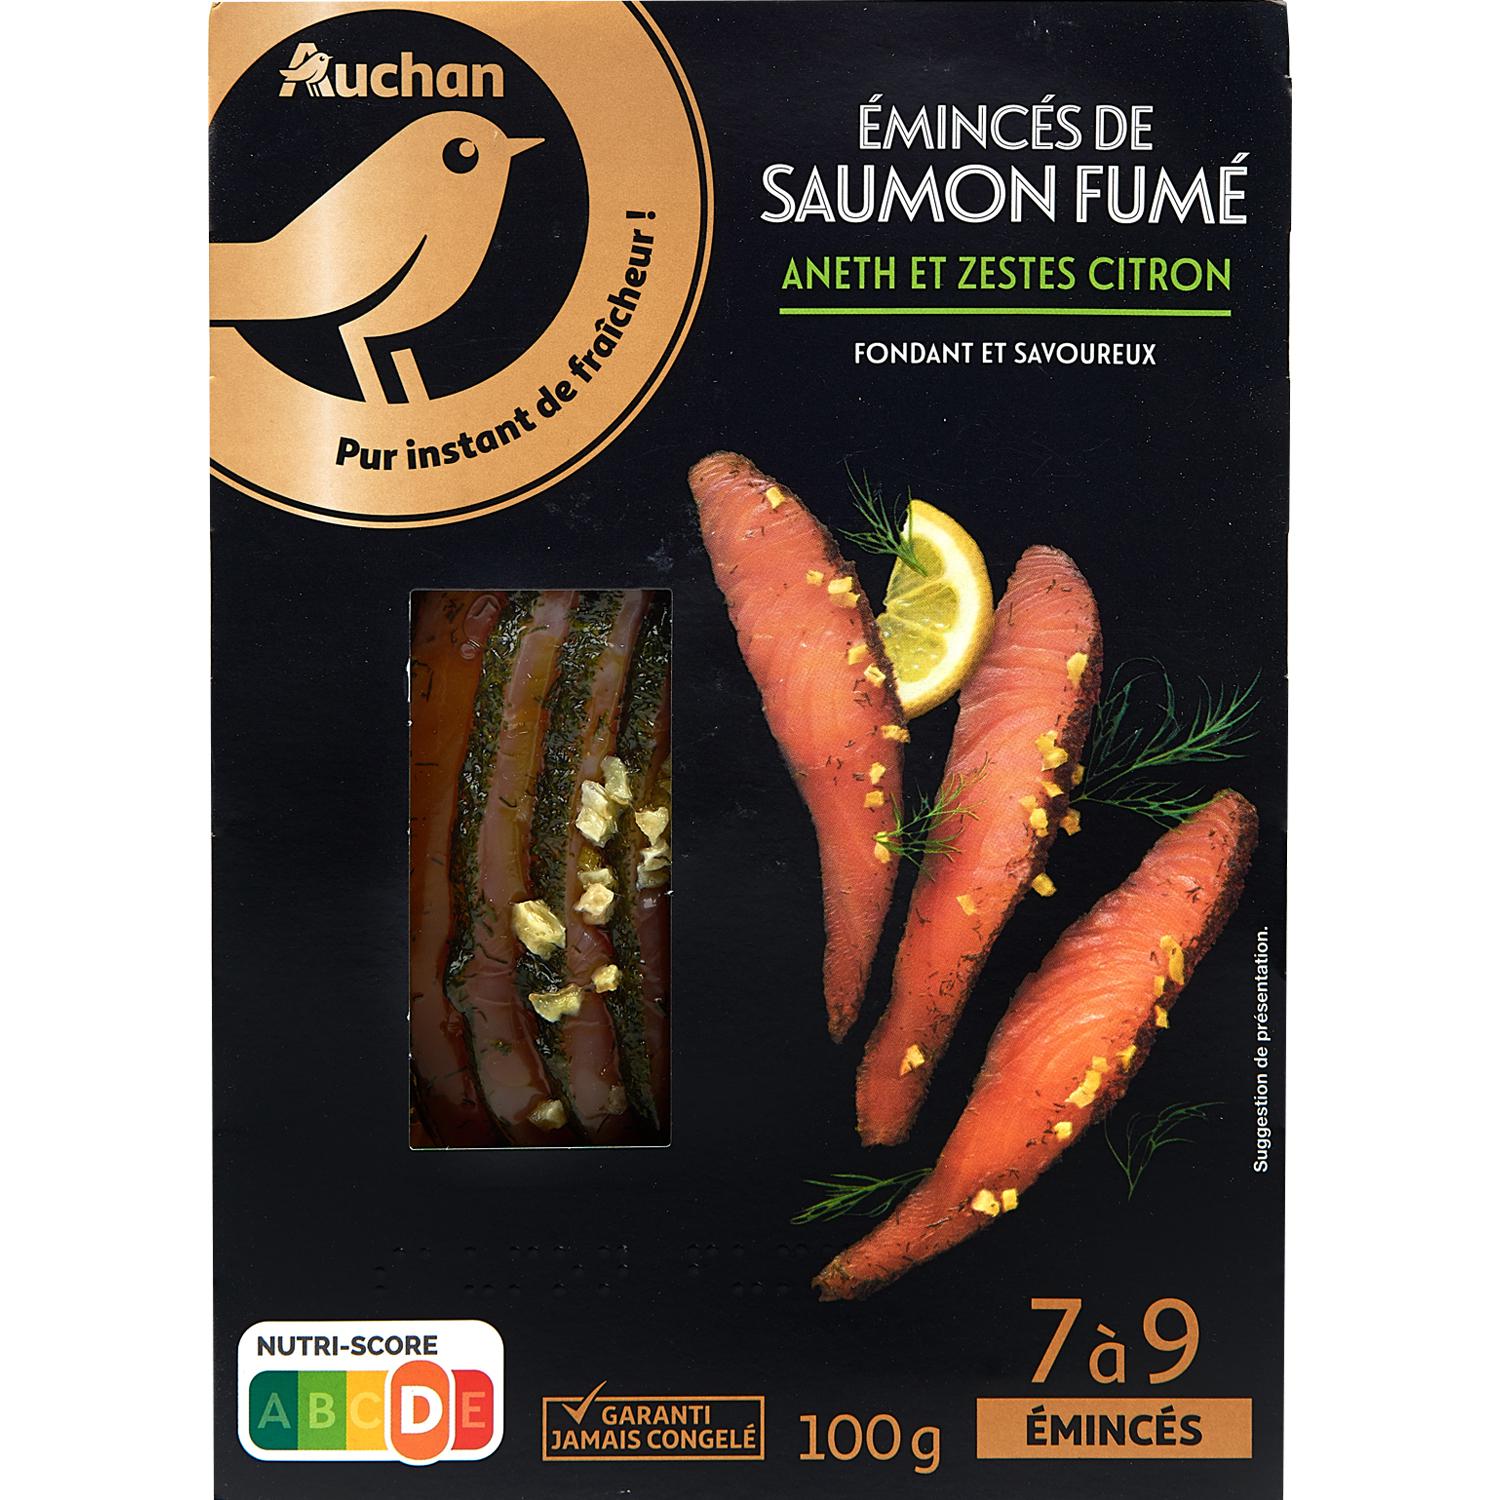 Auchan
Pur instant de fraîcheur !
ÉMINCÉS DE
SAUMON FUMÉ
ANETH ET ZESTES CITRON
FONDANT ET SAVOUREUX
Suggestion de présentation.
NUTRI-SCORE
A B C D E
GARANTI
JAMAIS CONGELÉ
100g
7 à 9
ÉMINCÉS